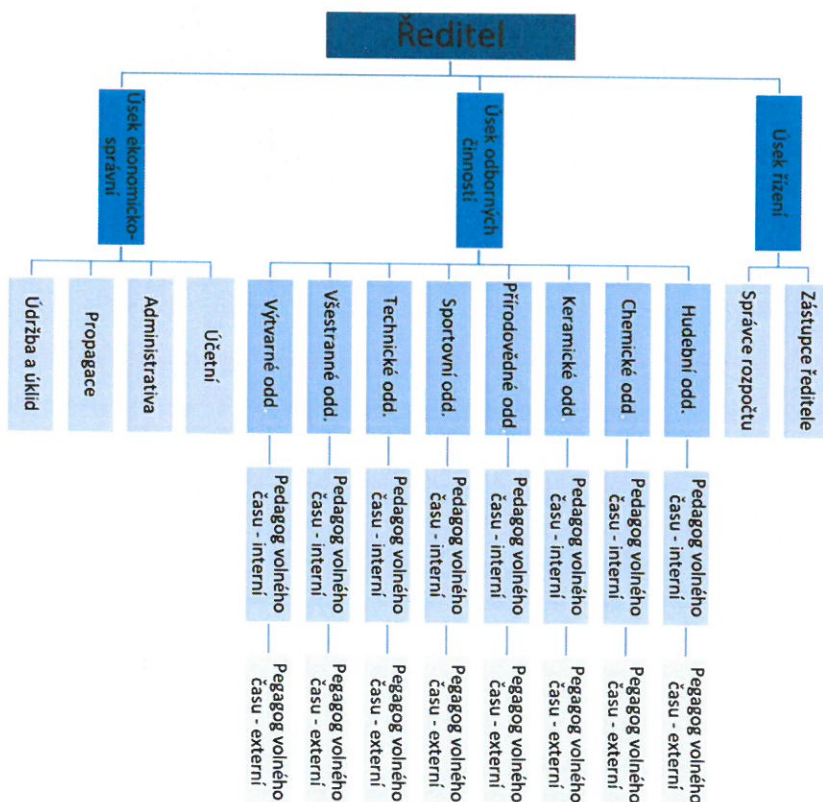 Ředitel
Úsek řízení
Zástupce ředitele
Správce rozpočtu
Úsek odborných
činností
Hudební odd.
Pedagog volného
času - interní
Pegagog volného
času - externí
Chemické odd.
Pedagog volného
času - interní
Pegagog volného
času - externí
Keramické odd.
Pedagog volného
času - interní
Pegagog volného
času - externí
Přírodovědné odd.
Pedagog volného
času - interní
Pegagog volného
času - externí
Sportovní odd.
Pedagog volného
času - interní
Pegagog volného
času - externí
Technické odd.
Pedagog volného
času - interní
Pegagog volného
času - externí
Všestranné odd.
Pedagog volného
času - interní
Pegagog volného
času - externí
Výtvarné odd.
Pedagog volného
času - interní
Pegagog volného
času - externí
Úsek ekonomicko-
správní
Účetní
Administrativa
Propagace
Údržba a úklid